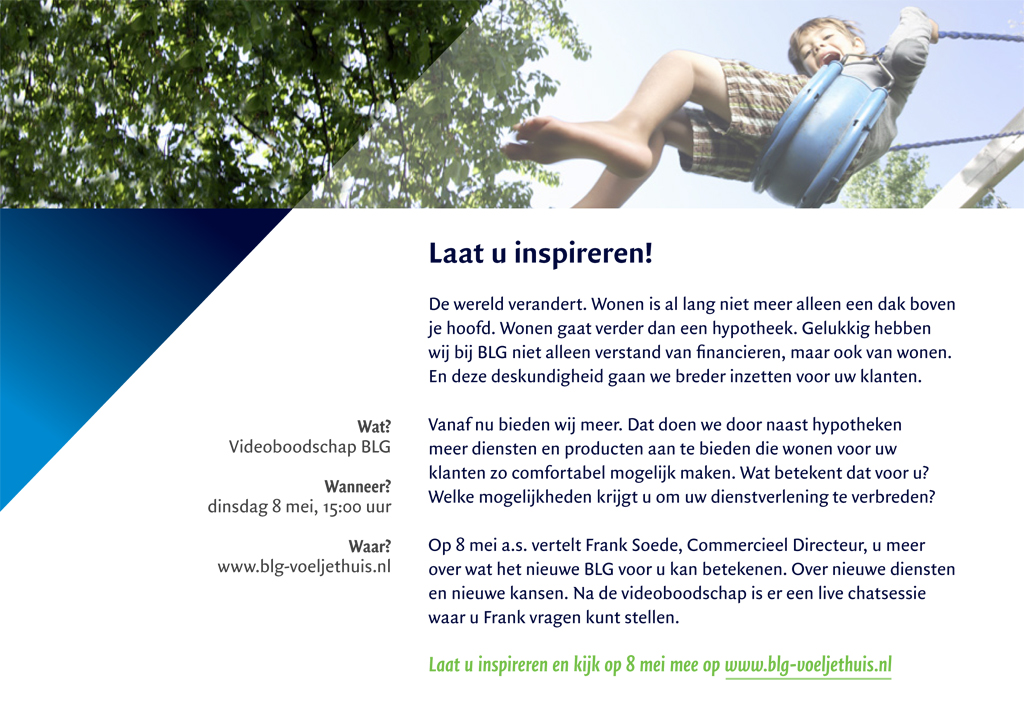 Laat u inspireren!
De wereld verandert. Wonen is al lang niet meer alleen een dak boven
je hoofd. Wonen gaat verder dan een hypotheek. Gelukkig hebben
wij bij BLG niet alleen verstand van financieren, maar ook van wonen.
En deze deskundigheid gaan we breder inzetten voor uw klanten.
Vanaf nu bieden wij meer. Dat doen we door naast hypotheken
meer diensten en producten aan te bieden die wonen voor uw
klanten zo comfortabel mogelijk maken. Wat betekent dat voor u?
Welke mogelijkheden krijgt u om uw dienstverlening te verbreden?
Op 8 mei a.s. vertelt Frank Soede, Commercieel Directeur, u meer
over wat het nieuwe BLG voor u kan betekenen. Over nieuwe diensten
en nieuwe kansen. Na de videoboodschap is er een live chatsessie
waar u Frank vragen kunt stellen.
Laat u inspireren en kijk op 8 mei mee op www.blg-voeljethuis.nl
Wat?
Videoboodschap BLG
Wanneer?
dinsdag 8 mei, 15:00 uur
Waar?
www.blg-voeljethuis.nl